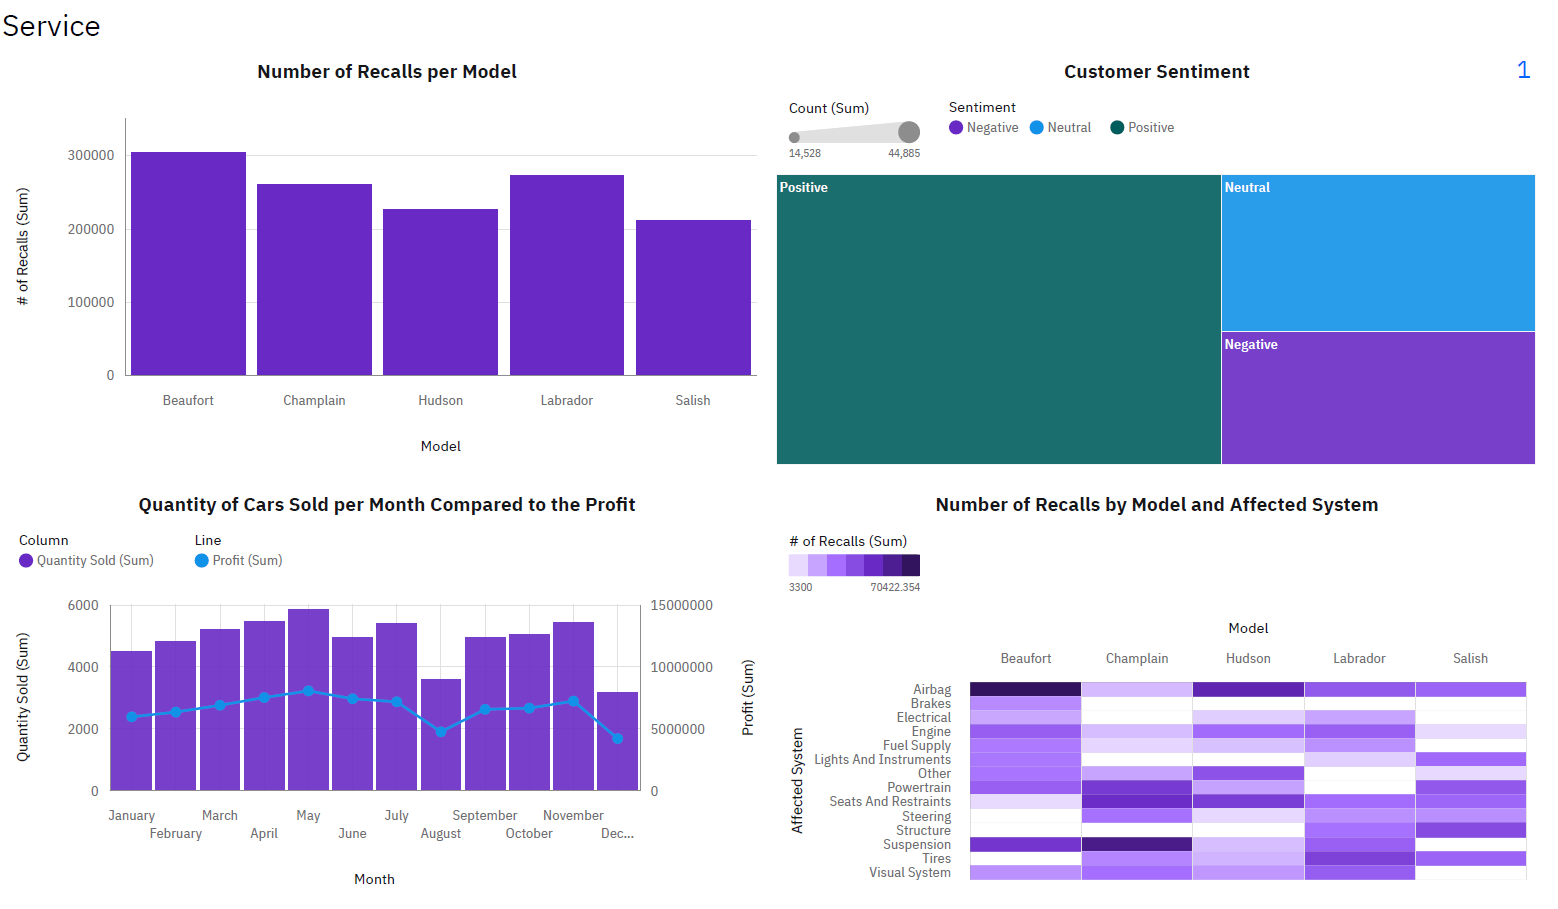 Service
Number of Recalls per Model
# of Recalls (Sum)
300000
200000
100000
0
Beaufort Champlain Hudson Labrador Salish
Model
Customer Sentiment
1
Count (Sum)
14,528 44,885
Sentiment
Negative Neutral Positive
Positive
Neutral
Negative
Quantity of Cars Sold per Month Compared to the Profit
Column
Quantity Sold (Sum)
Line
Profit (Sum)
Quantity Sold (Sum)
6000
4000
2000
0
15000000
10000000
5000000
0
Profit (Sum)
January March May July September November
February April June August October Dec...
Month
Number of Recalls by Model and Affected System
# of Recalls (Sum)
3300 70422.354
Model
Beaufort Champlain Hudson Labrador Salish
Affected System
Airbag
Brakes
Electrical
Engine
Fuel Supply
Lights And Instruments
Other
Powertrain
Seats And Restraints
Steering
Structure
Suspension
Tires
Visual System